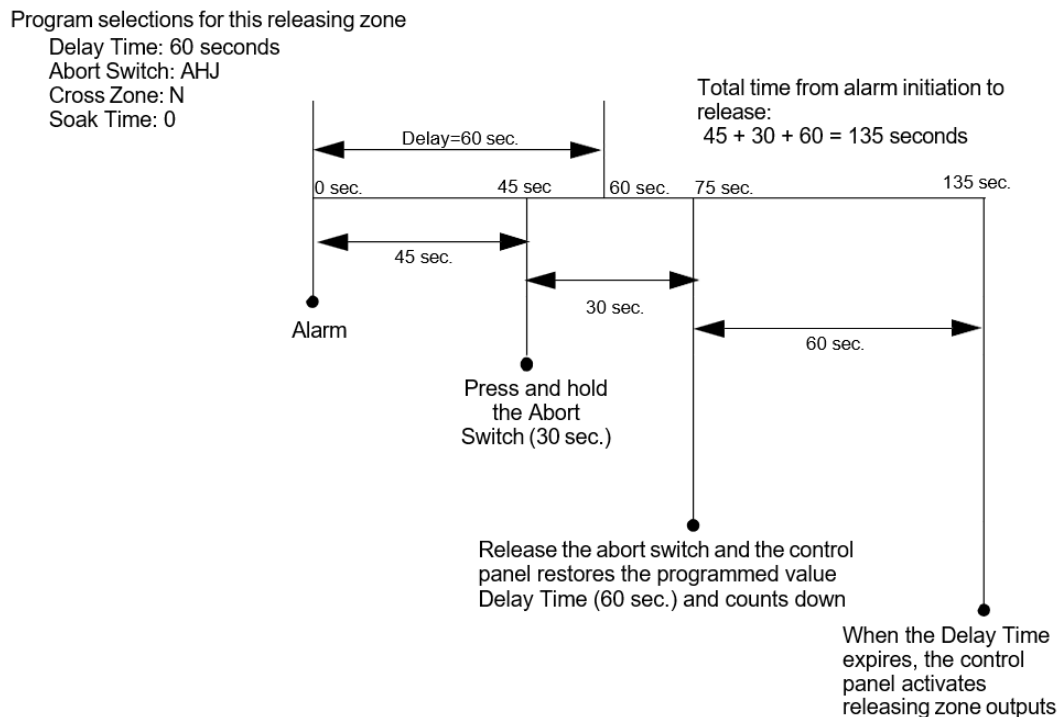 Program selections for this releasing zone
Delay Time: 60 seconds
Abort Switch: AHJ
Cross Zone: N
Soak Time: 0
Total time from alarm initiation to
release:
45 + 30 + 60 = 135 seconds
Delay=60 sec.
0 sec.
45 sec
60 sec.
75 sec.
135 sec.
45 sec.
30 sec.
60 sec.
Alarm
Press and hold
the Abort
Switch (30 sec.)
Release the abort switch and the control
panel restores the programmed value
Delay Time (60 sec.) and counts down
When the Delay Time
expires, the control
panel activates
releasing zone outputs